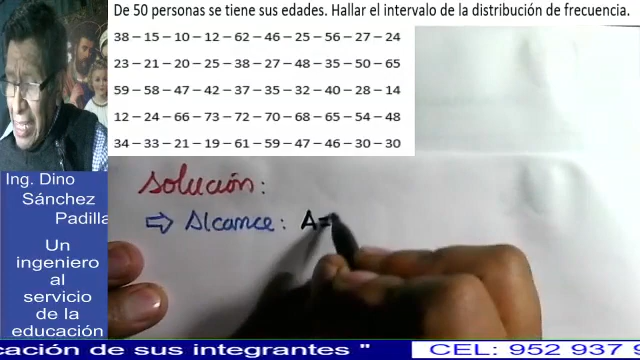 De 50 personas se tiene sus edades. Hallar el intervalo de la distribución de frecuencia.
38 – 15 – 10 – 12 – 62 – 46 – 25 – 56 – 27 – 24
23 – 21 – 20 – 25 – 38 – 27 – 48 – 35 – 50 – 65
59 – 58 – 47 – 42 – 37 – 35 – 32 – 40 – 28 – 14
12 – 24 – 66 – 73 – 72 – 70 – 68 – 65 – 54 – 48
34 – 33 – 21 – 19 – 61 – 59 – 47 – 46 – 30 – 30
Solución:
⇨ Alcance: A=
Ing. Dino
Sánchez
Padilla
Un
ingeniero
al
servicio
de la
educación
cación de sus integrantes "
CEL: 952 937 9